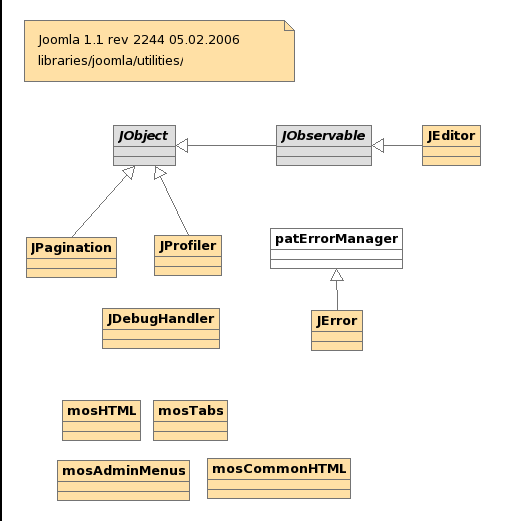 Joomla 1.1 rev 2244 05.02.2006
libraries/joomla/utilities/
JObject
JObservable
JEditor
JPagination
JProfiler
patErrorManager
JDebugHandler
JError
mosHTML
mosTabs
mosAdminMenus
mosCommonHTML